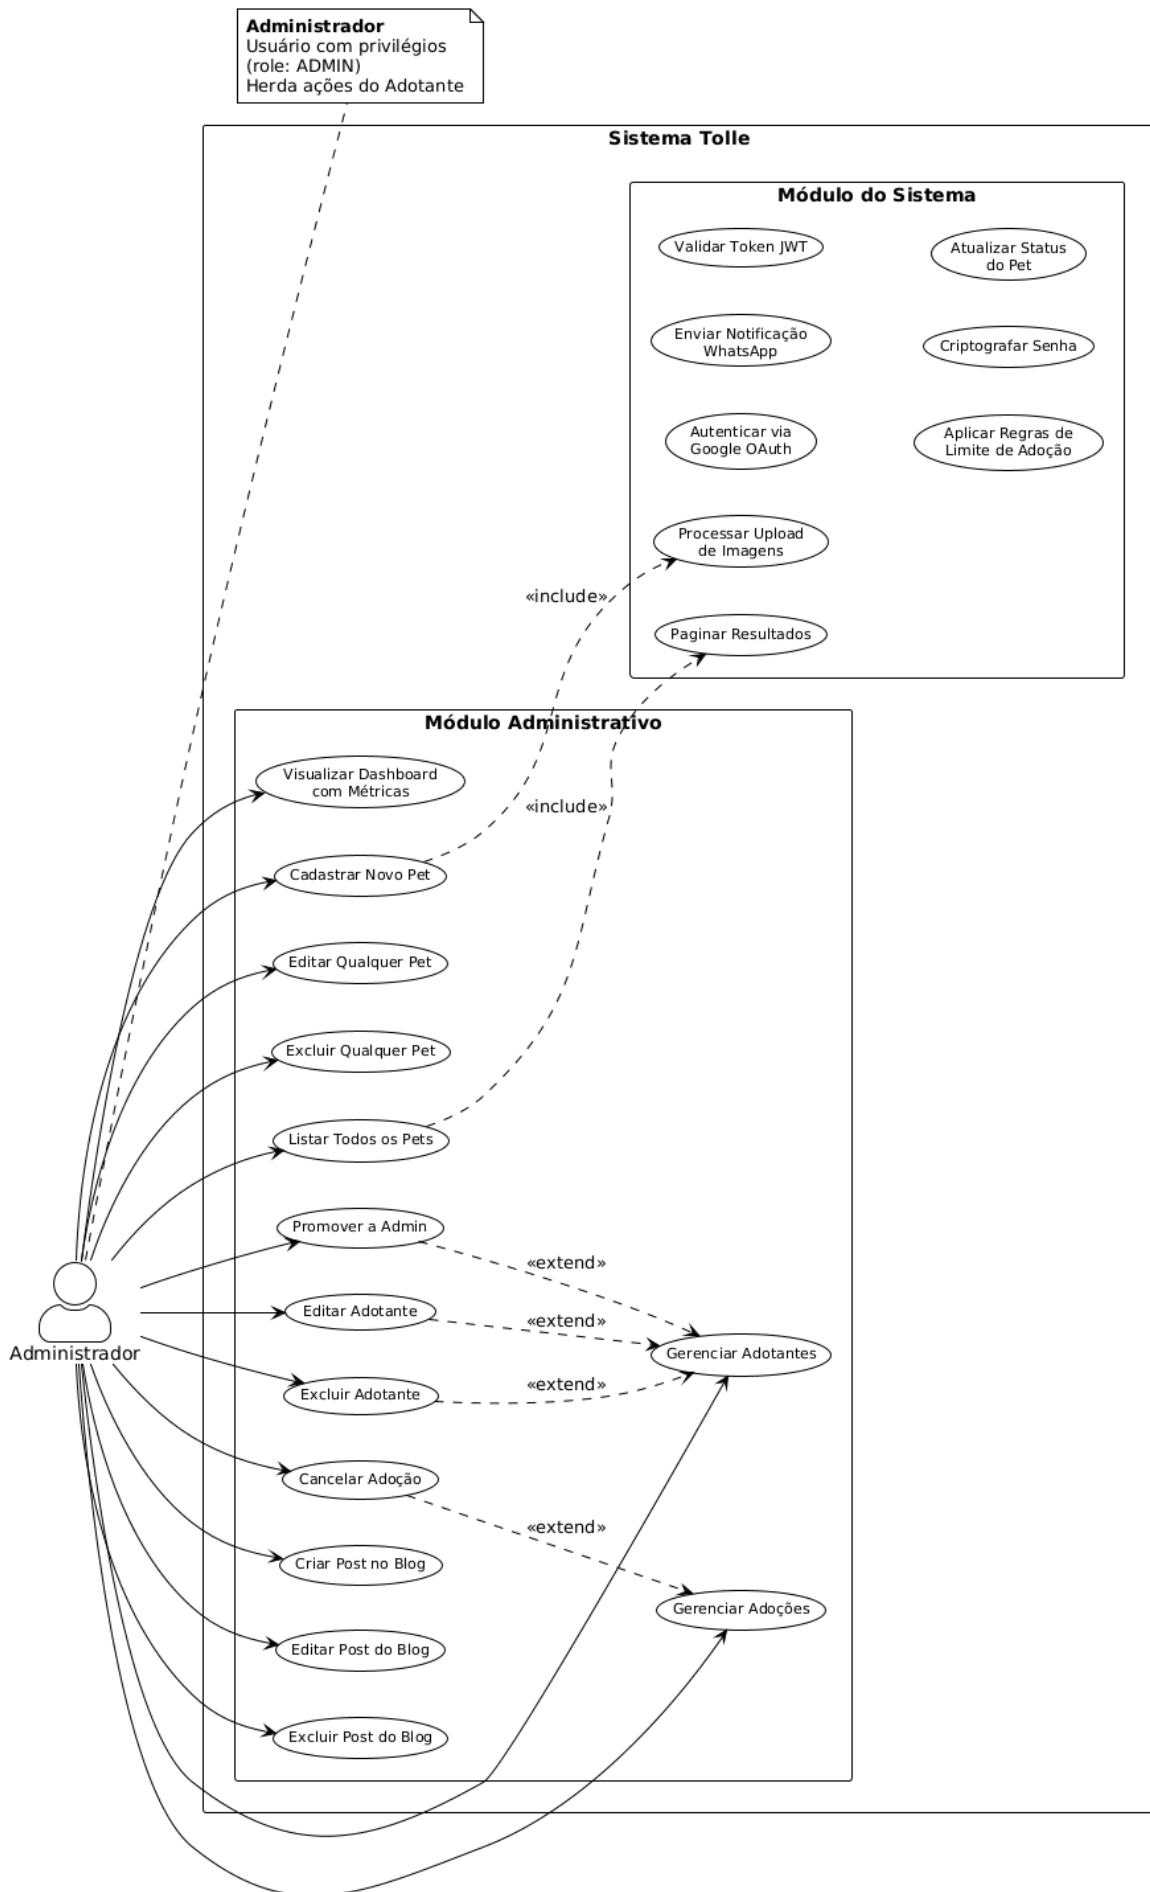 Administrador
Usuário com privilégios
(role: ADMIN)
Herda ações do Adotante
Sistema Tolle
Módulo do Sistema
Validar Token JWT
Atualizar Status
do Pet
Enviar Notificação
WhatsApp
Criptografar Senha
Autenticar via
Google OAuth
Aplicar Regras de
Limite de Adoção
Processar Upload
de Imagens
«include»
Paginar Resultados
Módulo Administrativo
Visualizar Dashboard
com Métricas
«include»
Cadastrar Novo Pet
Editar Qualquer Pet
Excluir Qualquer Pet
Listar Todos os Pets
Promover a Admin
«extend»
Editar Adotante
«extend»
Administrador
Gerenciar Adotantes
Excluir Adotante
«extend»
Cancelar Adoção
«extend»
Criar Post no Blog
Gerenciar Adoções
Editar Post do Blog
Excluir Post do Blog